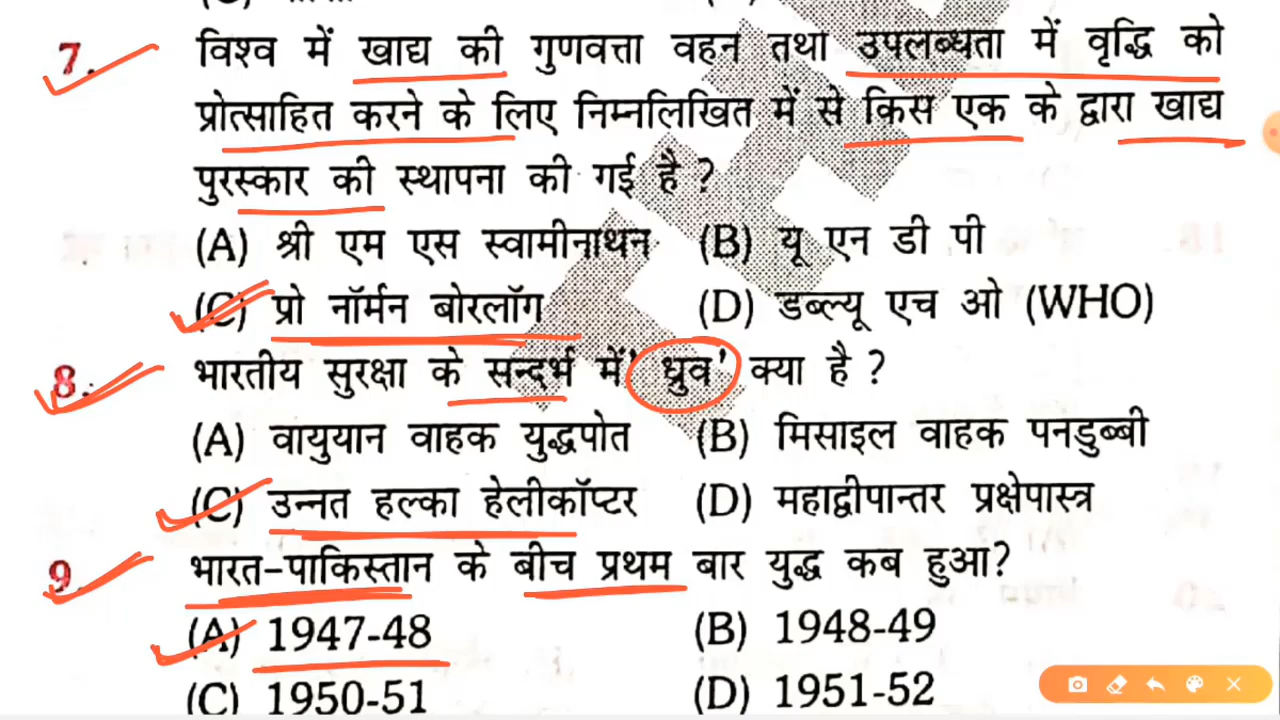 7. विश्व में खाद्य की गुणवत्ता वहन तथा उपलब्धता में वृद्धि को
प्रोत्साहित करने के लिए निम्नलिखित में से किस एक के द्वारा खाद्य
पुरस्कार की स्थापना की गई है ?
(A) श्री एम एस स्वामीनाथन (B) यू एन डी पी
(C) प्रो नॉर्मन बोरलॉग (D) डब्ल्यू एच ओ (WHO)
8. भारतीय सुरक्षा के सन्दर्भ में 'ध्रुव' क्या है ?
(A) वायुयान वाहक युद्धपोत (B) मिसाइल वाहक पनडुब्बी
(C) उन्नत हल्का हेलीकॉप्टर (D) महाद्वीपान्तर प्रक्षेपास्त्र
9 भारत-पाकिस्तान के बीच प्रथम बार युद्ध कब हुआ?
(A) 1947-48 (B) 1948-49
(C) 1950-51 (D) 1951-52